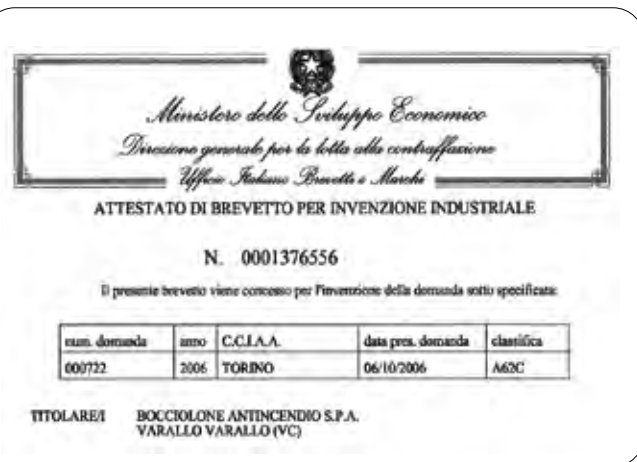 Ministero dello Sviluppo Economico
Direzione generale per la lotta alla contraffazione
Ufficio Italiano Brevetti e Marchi
ATTESTATO DI BREVETTO PER INVENZIONE INDUSTRIALE
N. 0001376556
Il presente brevetto viene concesso per l'invenzione della domanda sotto specificata:
num. domanda anno C.C.I.A.A. data pres. domanda classifica
000722 2006 TORINO 06/10/2006 A62C
TITOLARE/I BOCCIOLONE ANTINCENDIO S.P.A.
VARALLO VARALLO (VC)